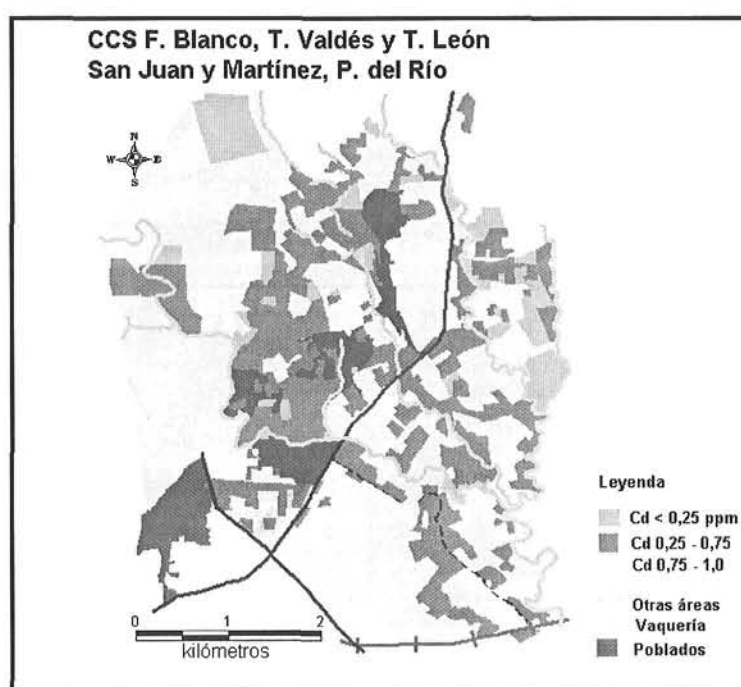 CCS F. Blanco, T. Valdés y T. León
San Juan y Martínez, P. del Río
N
W E
S
Leyenda
Cd < 0,25 ppm
Cd 0,25 - 0,75
Cd 0,75 - 1,0
Otras áreas
Vaquería
Poblados
0 1 2
kilómetros